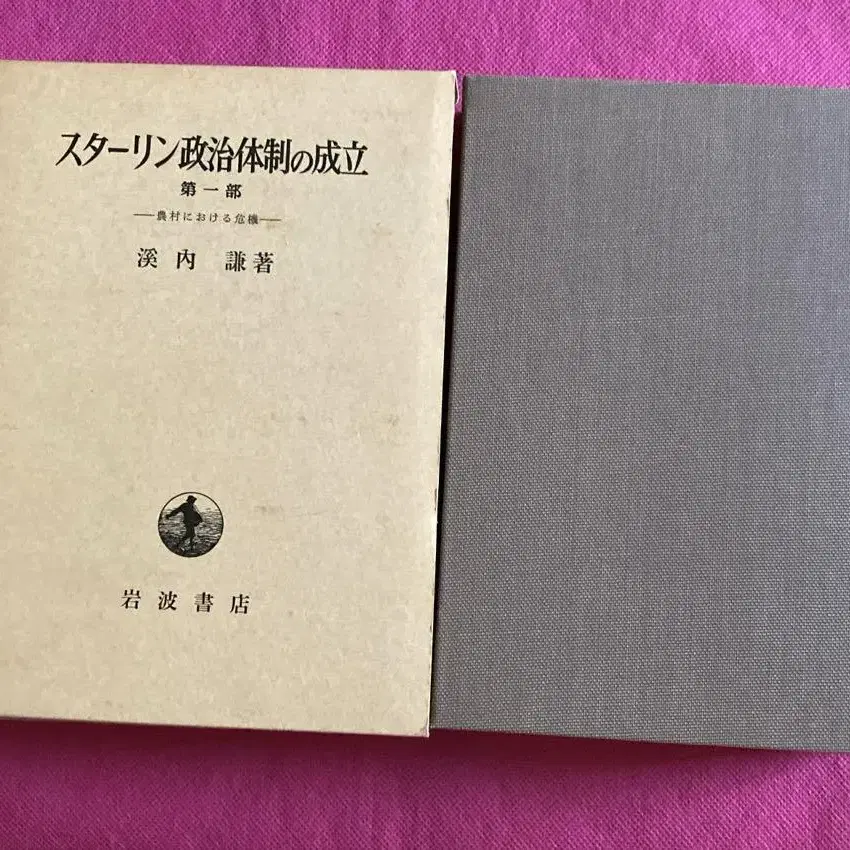 スターリン政治体制の成立
第一部
―農村における危機―
溪内 謙著
岩波書店